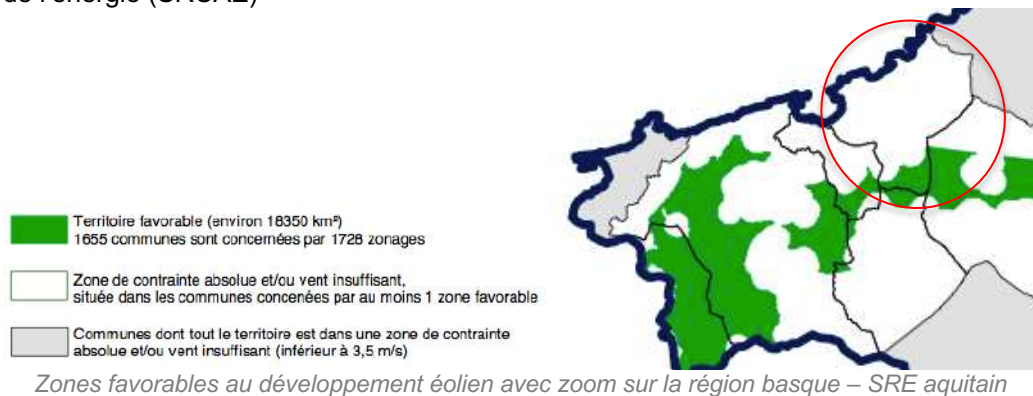 de l'énergie (SRCAE)
Territoire favorable (environ 18350 km²)
1655 communes sont concernées par 1728 zonages
Zone de contrainte absolue et/ou vent insuffisant,
située dans les communes concenées par au moins 1 zone favorable
Communes dont tout le territoire est dans une zone de contrainte
absolue et/ou vent insuffisant (inférieur à 3,5 m/s)
Zones favorables au développement éolien avec zoom sur la région basque – SRE aquitain